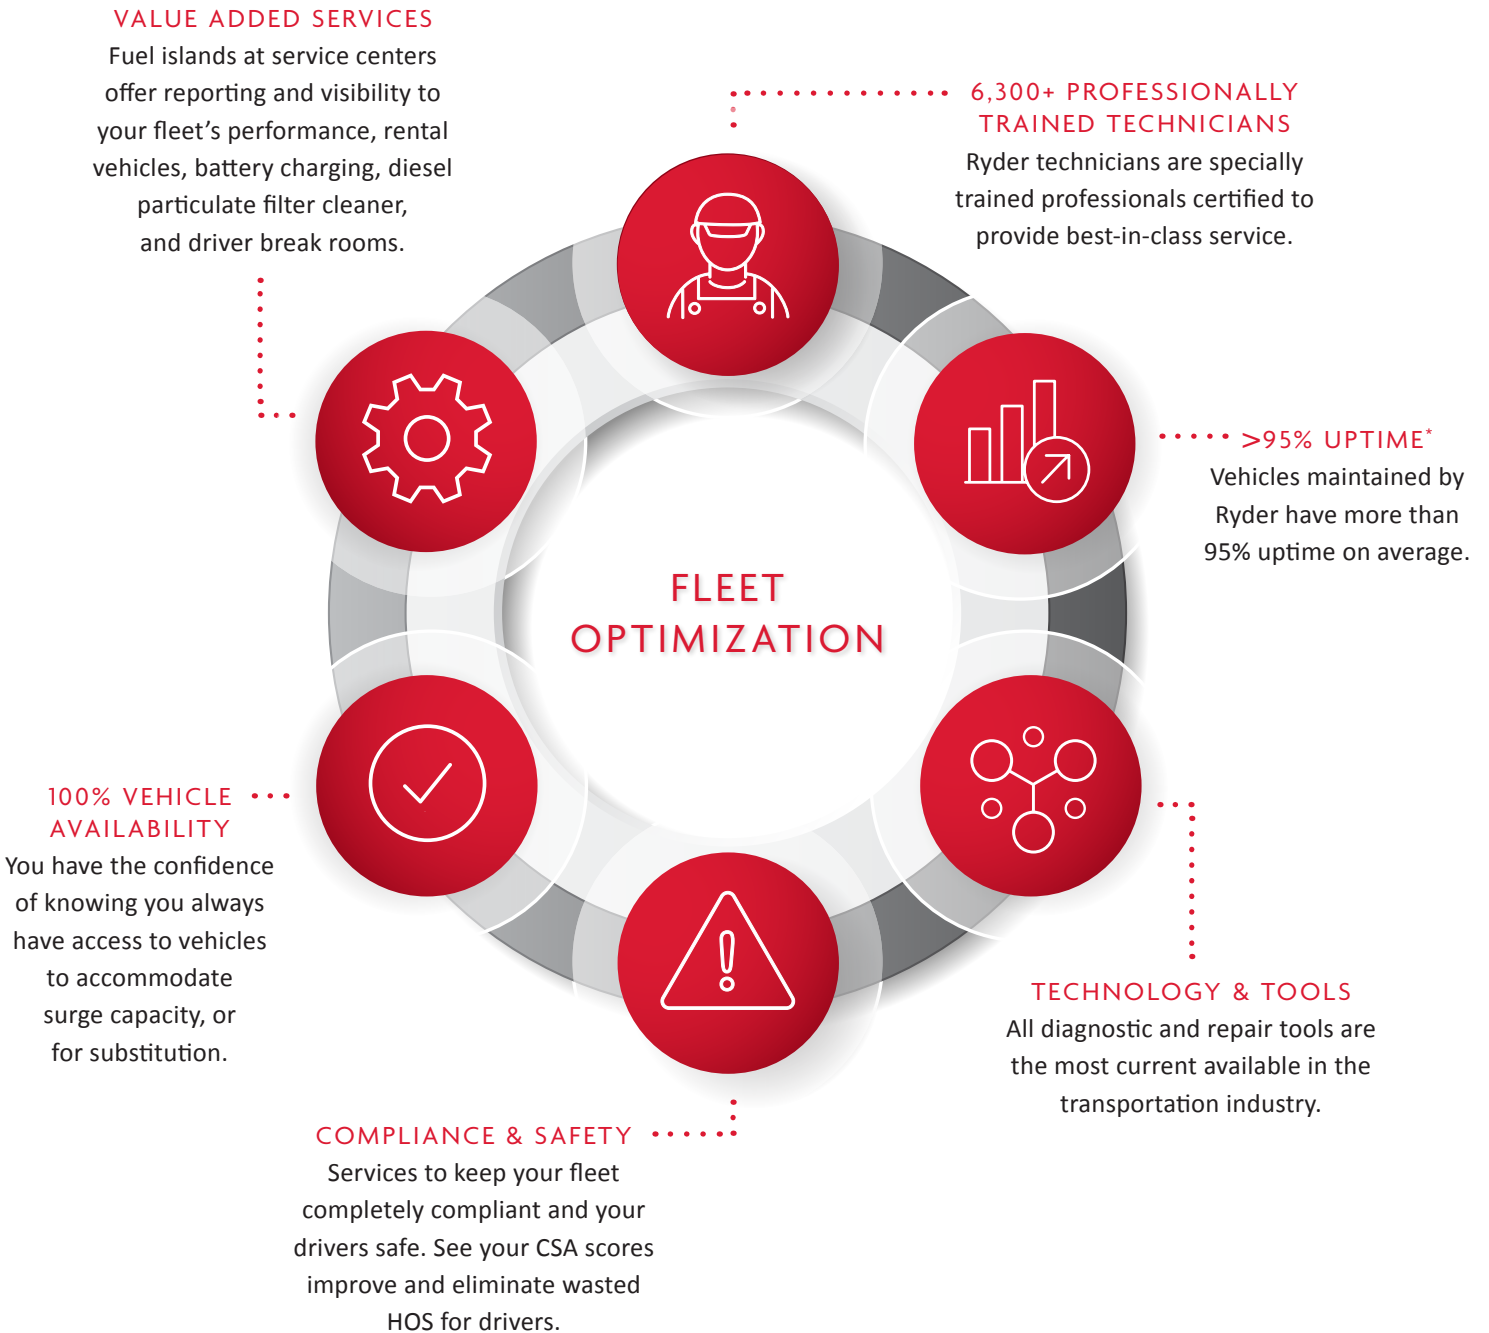 VALUE ADDED SERVICES
Fuel islands at service centers
offer reporting and visibility to
your fleet's performance, rental
vehicles, battery charging, diesel
particulate filter cleaner,
and driver break rooms.
6,300+ PROFESSIONALLY
TRAINED TECHNICIANS
Ryder technicians are specially
trained professionals certified to
provide best-in-class service.
>95% UPTIME*
Vehicles maintained by
Ryder have more than
95% uptime on average.
FLEET
OPTIMIZATION
100% VEHICLE
AVAILABILITY
You have the confidence
of knowing you always
have access to vehicles
to accommodate
surge capacity, or
for substitution.
TECHNOLOGY & TOOLS
All diagnostic and repair tools are
the most current available in the
transportation industry.
COMPLIANCE & SAFETY
Services to keep your fleet
completely compliant and your
drivers safe. See your CSA scores
improve and eliminate wasted
HOS for drivers.